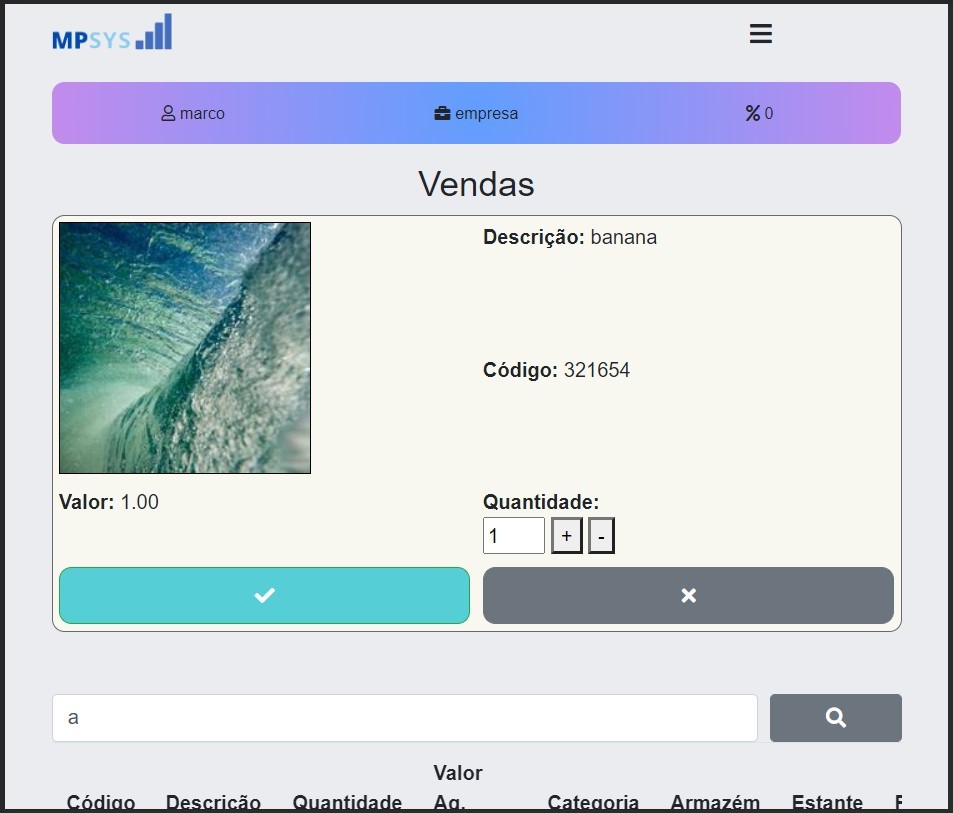 MPSYS
marco empresa % 0
Vendas
Descrição: banana
Código: 321654
Valor: 1.00
Quantidade:
1 + -
a
Valor
Código Descrição Quantidade Aq. Categoria Armazém Estante